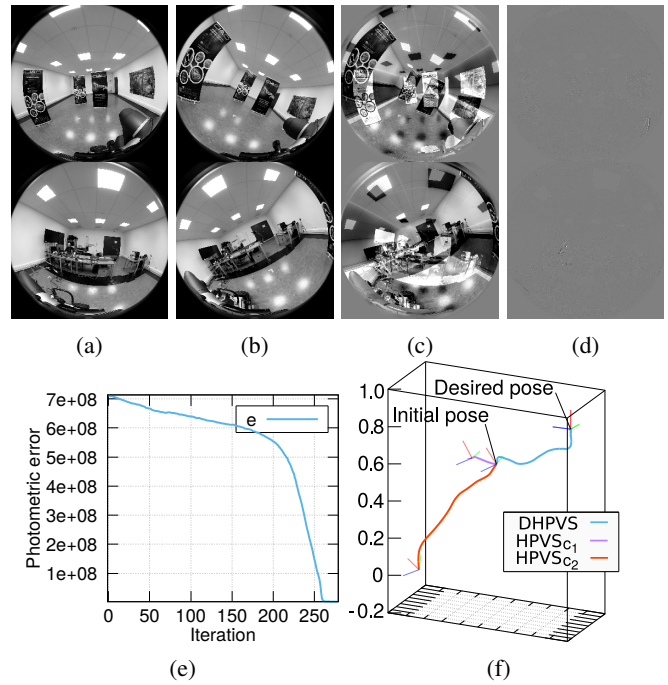 (a) (b) (c) (d)
7e+08
6e+08
5e+08
4e+08
3e+08
2e+08
1e+08
Photometric error
e
0 50 100 150 200 250
Iteration
(e)
1.0
0.8
0.6
0.4
0.2
0
-0.2
Desired pose
Initial pose
DHPVS
HPVSc1
HPVSc2
(f)